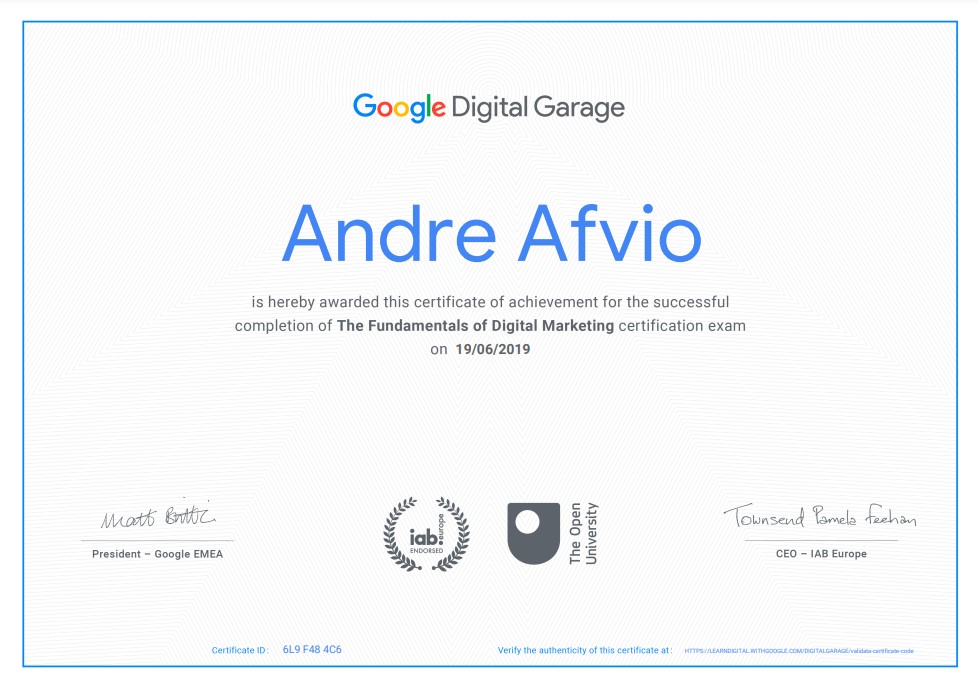 Google Digital Garage
Andre Afvio
is hereby awarded this certificate of achievement for the successful
completion of The Fundamentals of Digital Marketing certification exam
on 19/06/2019
Matt Brittin
Townsend Pamela Feehan
President – Google EMEA
iab europe
ENDORSED
The Open
University
CEO – IAB Europe
Certificate ID : 6L9 F48 4C6
Verify the authenticity of this certificate at : HTTPS://LEARNDIGITAL.WITHGOOGLE.COM/DIGITALGARAGE/validate-certificate-code